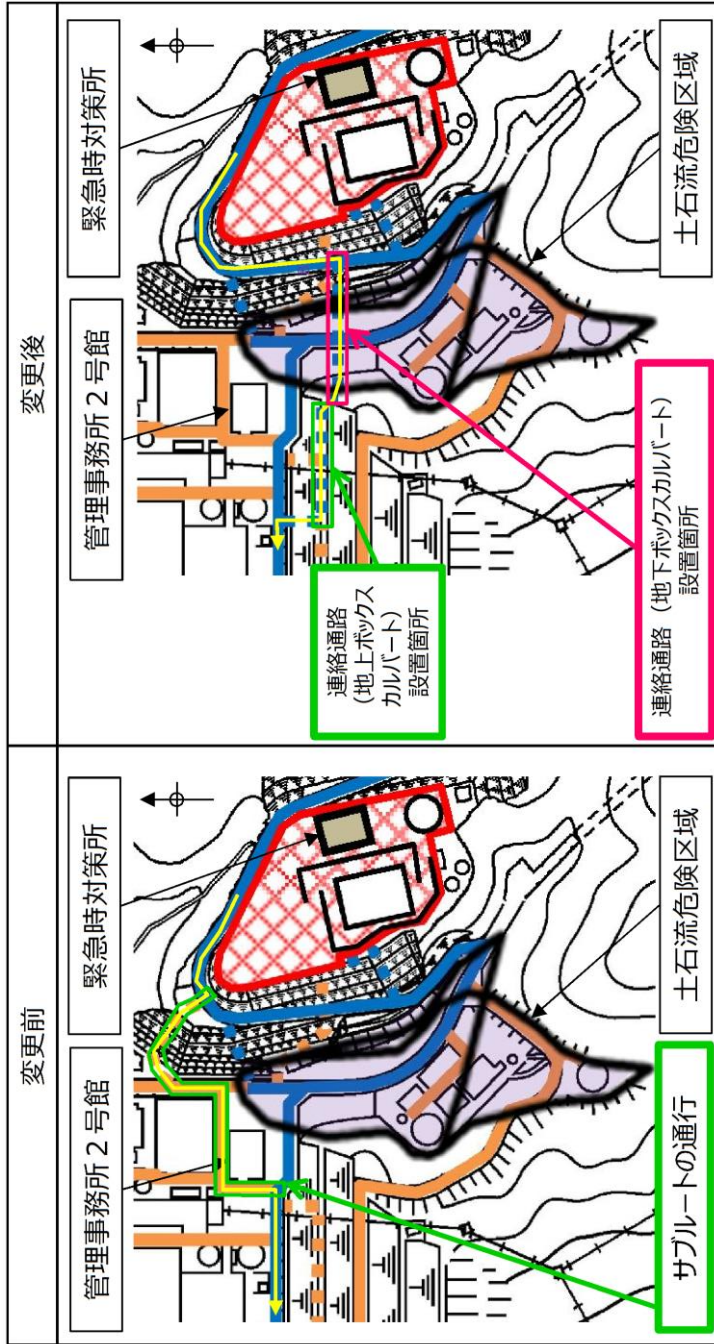 変更前
管理事務所２号館
緊急時対策所
サブルートの通行
土石流危険区域
変更後
管理事務所２号館
緊急時対策所
連絡通路
(地上ボックス
カルバート)
設置箇所
連絡通路（地下ボックスカルバート）
設置箇所
土石流危険区域